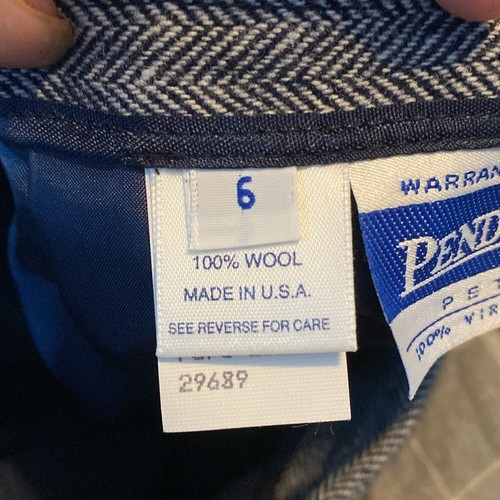 6
100% WOOL
MADE IN U.S.A.
SEE REVERSE FOR CARE
29689
WARRAN
PEND
PET
100% VIR